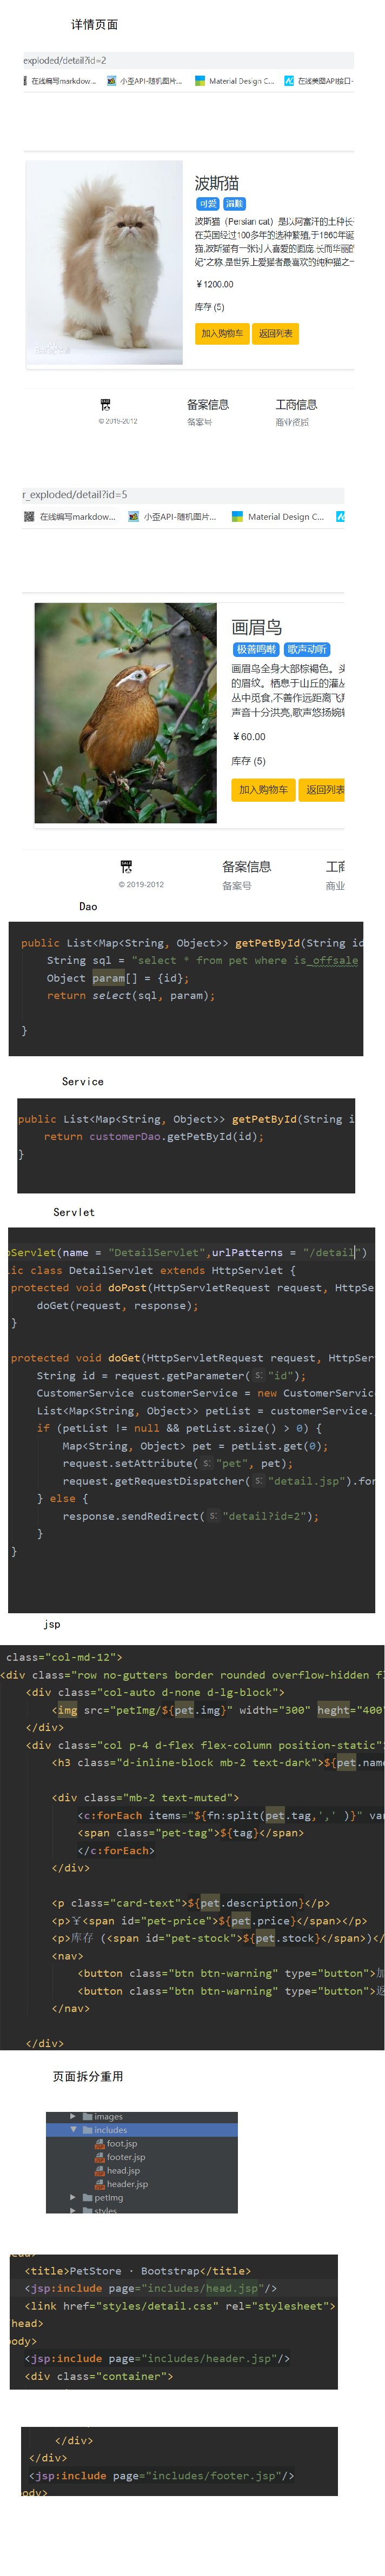 详情页面
exploded/detail?id=2
在线编写markdow... 小歪API-随机图片... Material Design C... 在线美图API接口-
波斯猫
可爱 温顺
波斯猫（Persian cat）是以阿富汗的土种长
在英国经过100多年的选种繁殖,于1860年诞
猫,波斯猫有一张讨人喜爱的面庞,长而华丽的
妃"之称,是世界上爱猫者最喜欢的纯种猫之一
￥1200.00
库存 (5)
加入购物车 返回列表
备案信息 工商信息
© 2019-2012 备案号 商业资质
r_exploded/detail?id=5
在线编写markdow... 小歪API-随机图片... Material Design C...
画眉鸟
极善鸣啭 歌声动听
画眉鸟全身大部棕褐色。头
的眉纹。栖息于山丘的灌丛
丛中觅食,不善作远距离飞翔
声音十分洪亮,歌声悠扬婉转
￥60.00
库存 (5)
加入购物车 返回列表
备案信息 工商
© 2019-2012 备案号 商业
Dao
public List<Map<String, Object>> getPetById(String id
String sql = "select * from pet where is_offsale
Object param[] = {id};
return select(sql, param);
}
Service
public List<Map<String, Object>> getPetById(String i
return customerDao.getPetById(id);
}
Servlet
oServlet(name = "DetailServlet",urlPatterns = "/detail")
lic class DetailServlet extends HttpServlet {
protected void doPost(HttpServletRequest request, HttpSer
doGet(request, response);
}
protected void doGet(HttpServletRequest request, HttpServ
String id = request.getParameter( s: "id");
CustomerService customerService = new CustomerService
List<Map<String, Object>> petList = customerService.
if (petList != null && petList.size() > 0) {
Map<String, Object> pet = petList.get(0);
request.setAttribute( s: "pet", pet);
request.getRequestDispatcher( s: "detail.jsp").for
} else {
response.sendRedirect( s: "detail?id=2");
}
}
jsp
class="col-md-12">
<div class="row no-gutters border rounded overflow-hidden fl
<div class="col-auto d-none d-lg-block">
<img src="petImg/${pet.img}" width="300" heght="400"
</div>
<div class="col p-4 d-flex flex-column position-static"
<h3 class="d-inline-block mb-2 text-dark">${pet.name
<div class="mb-2 text-muted">
<c:forEach items="${fn:split(pet.tag,',' )}" va
<span class="pet-tag">${tag}</span>
</c:forEach>
</div>
<p class="card-text">${pet.description}</p>
<p>￥<span id="pet-price">${pet.price}</span></p>
<p>库存 (<span id="pet-stock">${pet.stock}</span>)</
<nav>
<button class="btn btn-warning" type="button">加
<button class="btn btn-warning" type="button">返
</nav>
</div>
页面拆分重用
images
includes
foot.jsp
footer.jsp
head.jsp
header.jsp
petImg
styles
<title>PetStore · Bootstrap</title>
<jsp:include page="includes/head.jsp"/>
<link href="styles/detail.css" rel="stylesheet">
head>
ody>
<jsp:include page="includes/header.jsp"/>
<div class="container">
</div>
</div>
<jsp:include page="includes/footer.jsp"/>
ody>